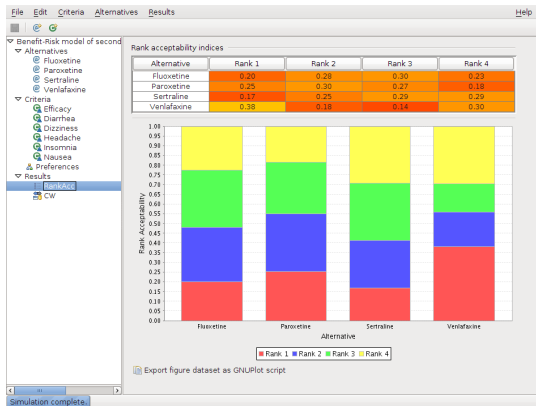 File Edit Criteria Alternatives Results Help
Benefit-Risk model of second
Alternatives
Fluoxetine
Paroxetine
Sertraline
Venlafaxine
Criteria
Efficacy
Diarrhea
Dizziness
Headache
Insomnia
Nausea
Preferences
Results
RankAcc
CW
Rank acceptability indices
Alternative Rank 1 Rank 2 Rank 3 Rank 4
Fluoxetine 0.20 0.28 0.30 0.23
Paroxetine 0.25 0.30 0.27 0.18
Sertraline 0.17 0.25 0.29 0.29
Venlafaxine 0.38 0.18 0.14 0.30
1.00
0.95
0.90
0.85
0.80
0.75
0.70
0.65
0.60
0.55
0.50
0.45
0.40
0.35
0.30
0.25
0.20
0.15
0.10
0.05
0.00
Rank Acceptability
Fluoxetine Paroxetine Sertraline Venlafaxine
Alternative
Rank 1 Rank 2 Rank 3 Rank 4
Export figure dataset as GNUPlot script
Simulation complete.